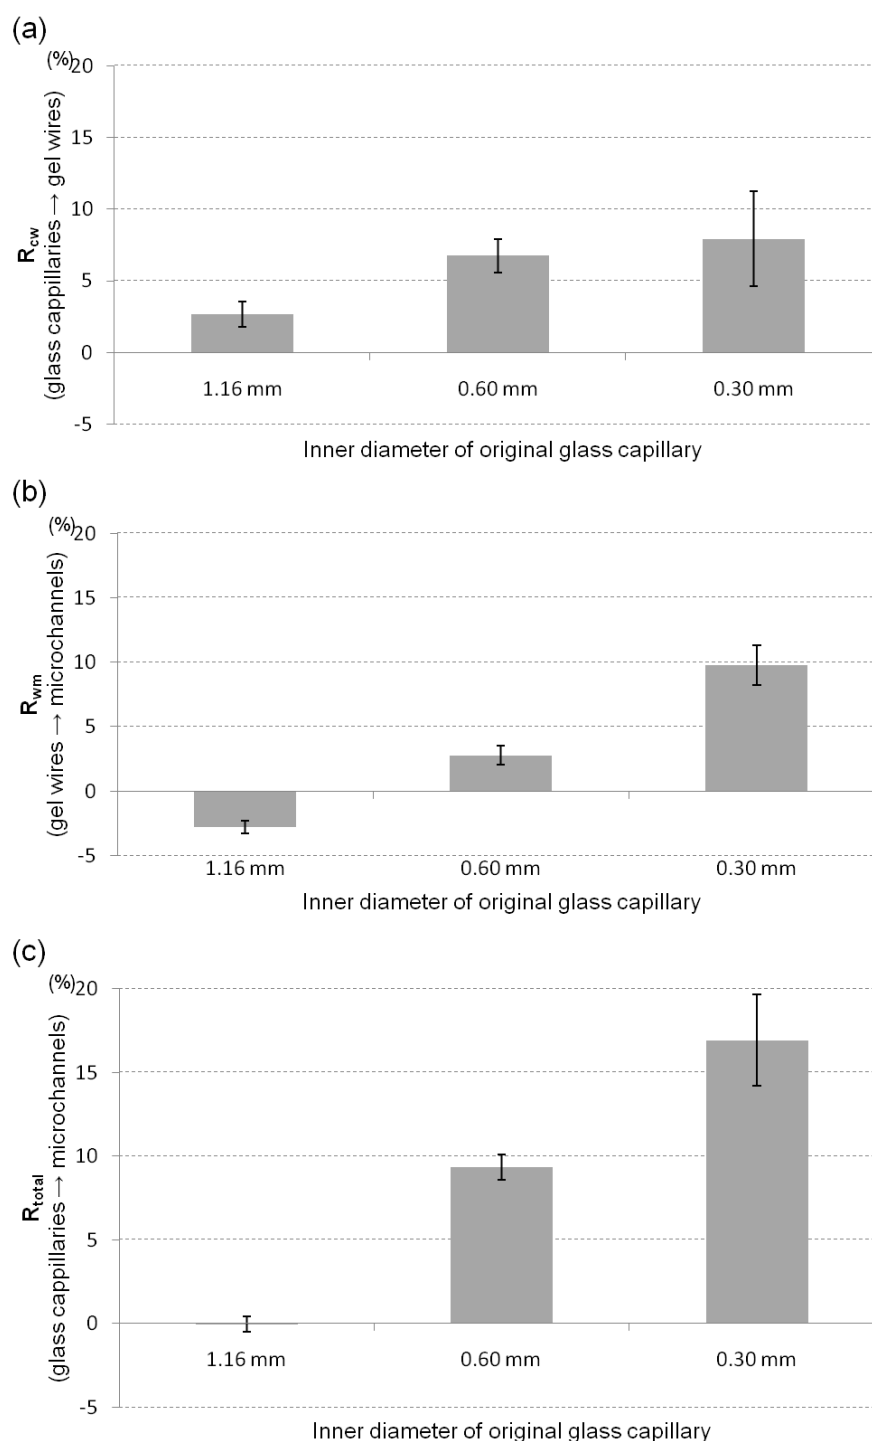 (a)
(%)
20
15
10
5
0
-5
R_cw
(glass cappillaries → gel wires)
1.16 mm 0.60 mm 0.30 mm
Inner diameter of original glass capillary
(b)
(%)
20
15
10
5
0
-5
R_wm
(gel wires → microchannels)
1.16 mm 0.60 mm 0.30 mm
Inner diameter of original glass capillary
(c)
(%)
20
15
10
5
0
-5
R_total
(glass cappillaries → microchannels)
1.16 mm 0.60 mm 0.30 mm
Inner diameter of original glass capillary